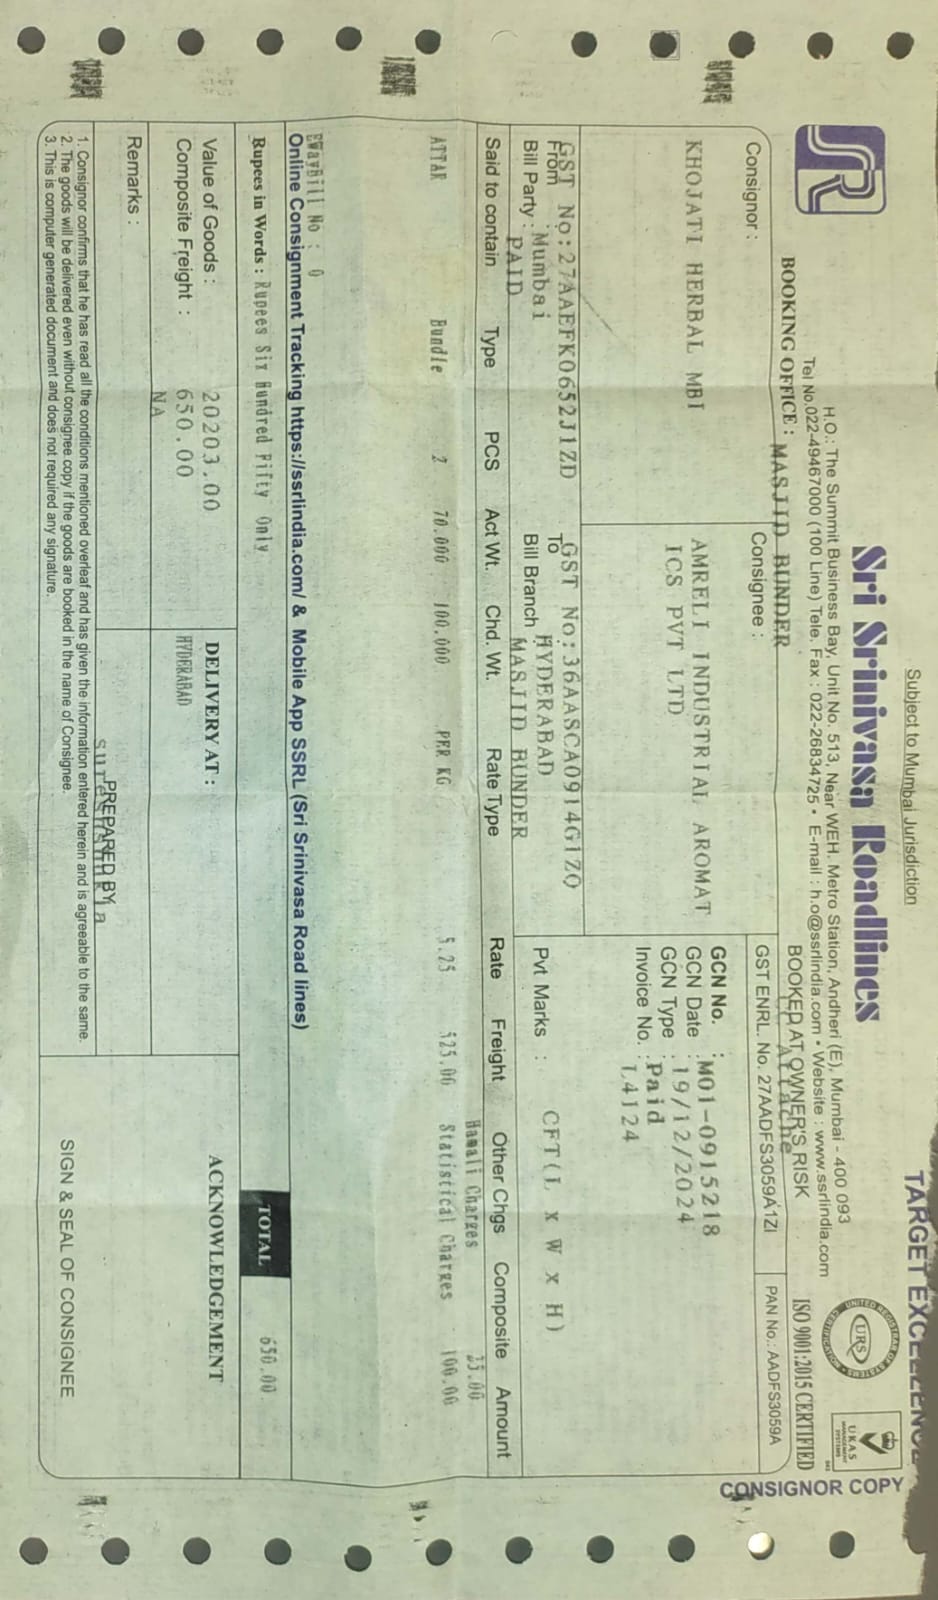 TARGET EXCELLENCE
Subject to Mumbai Jurisdiction
Sri Srinivasa Roadlines
H.O.: The Summit Business Bay, Unit No. 513, Near WEH. Metro Station, Andheri (E), Mumbai - 400 093
Tel No.022-49467000 (100 Line) Tele. Fax : 022-26834725 • E-mail : h.o@ssrlindia.com • Website : www.ssrlindia.com
UNITED REGISTRAR OF SYSTEMS
URS
CERTIFICATION
UKAS
MANAGEMENT
SYSTEMS
SR
BOOKING OFFICE : MASJID BUNDER
BOOKED AT OWNER'S RISK
Attache
ISO 9001:2015 CERTIFIED
CONSIGNOR COPY
Consignor :
Consignee :
GST ENRL. No. 27AADFS3059A1ZI
PAN No.: AADFS3059A
KHOJATI HERBAL MBI
AMRELI INDUSTRIAL AROMAT
ICS PVT LTD
GCN No. : M01-0915218
GCN Date : 19/12/2024
GCN Type : Paid
Invoice No. : L4124
GST No:27AAEFK0652J1ZD
GST No:36AASCA0914G1ZQ
From : Mumbai
To HYDERABAD
Bill Party : PAID
Bill Branch MASJID BUNDER
Pvt Marks : CFT(L x W x H)
Said to contain Type PCS Act Wt. Chd. Wt. Rate Type Rate Freight Other Chgs Composite Amount
Hamali Charges 25.00
ATTAR Bundle 2 70.000 100.000 PER KG 5.25 525.00 Statistical Charges 100.00
EWayBill No : 0
Online Consignment Tracking https://ssrlindia.com/ & Mobile App SSRL (Sri Srinivasa Road lines)
Rupees in Words : Rupees Six Hundred Fifty Only
TOTAL 650.00
Value of Goods : 20203.00
Composite Freight : 650.00
NA
DELIVERY AT :
HYDERABAD
ACKNOWLEDGEMENT
Remarks :
PREPARED BY
SIGN & SEAL OF CONSIGNEE
1. Consignor confirms that he has read all the conditions mentioned overleaf and has given the information entered herein and is agreeable to the same.
2. The goods will be delivered even without consignee copy if the goods are booked in the name of Consignee.
3. This is computer generated document and does not required any signature.